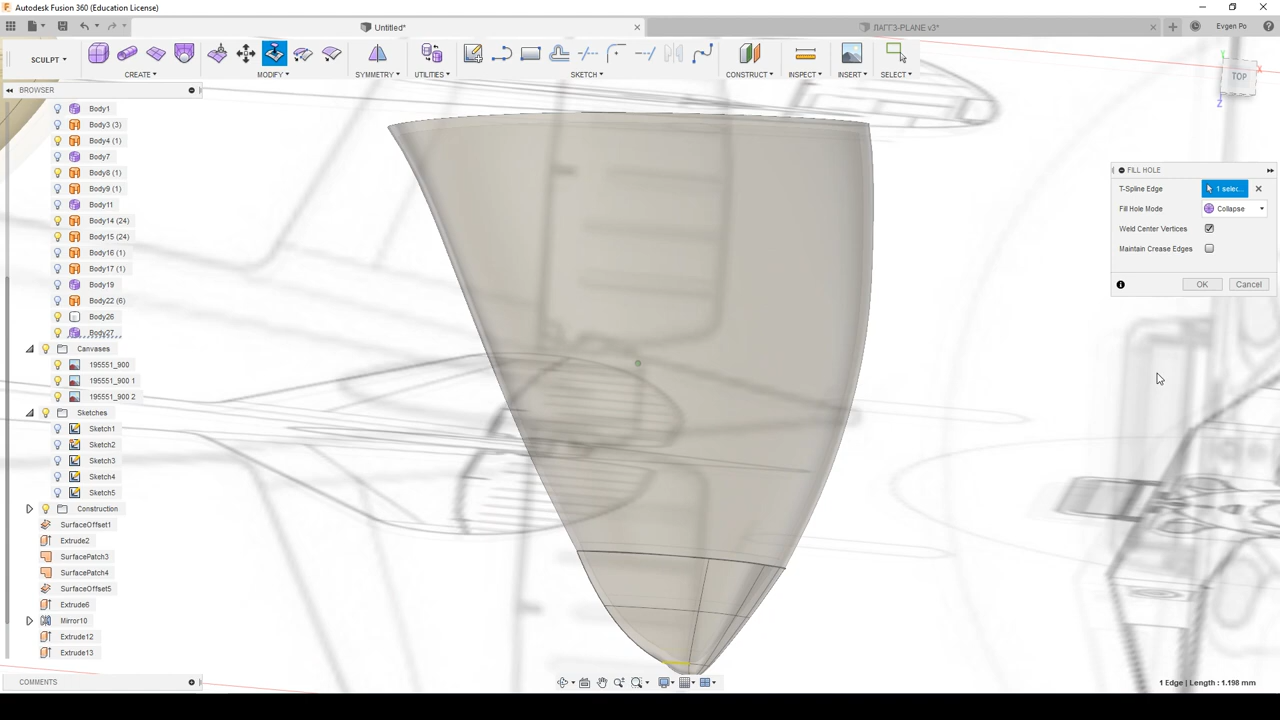 Autodesk Fusion 360 (Education License)
Untitled*
ЛАГГ3-PLANE v3*
Evgen Po
SCULPT
CREATE
MODIFY
SYMMETRY
UTILITIES
SKETCH
CONSTRUCT
INSPECT
INSERT
SELECT
BROWSER
Body1
Body3 (3)
Body4 (1)
Body7
Body8 (1)
Body9 (1)
Body11
Body14 (24)
Body15 (24)
Body16 (1)
Body17 (1)
Body19
Body22 (6)
Body26
Body27
Canvases
195551_900
195551_900 1
195551_900 2
Sketches
Sketch1
Sketch2
Sketch3
Sketch4
Sketch5
Construction
SurfaceOffset1
Extrude2
SurfacePatch3
SurfacePatch4
SurfaceOffset5
Extrude6
Mirror10
Extrude12
Extrude13
COMMENTS
Y
TOP
X
Z
FILL HOLE
T-Spline Edge
1 selec...
Fill Hole Mode
Collapse
Weld Center Vertices
Maintain Crease Edges
OK
Cancel
1 Edge | Length : 1.198 mm